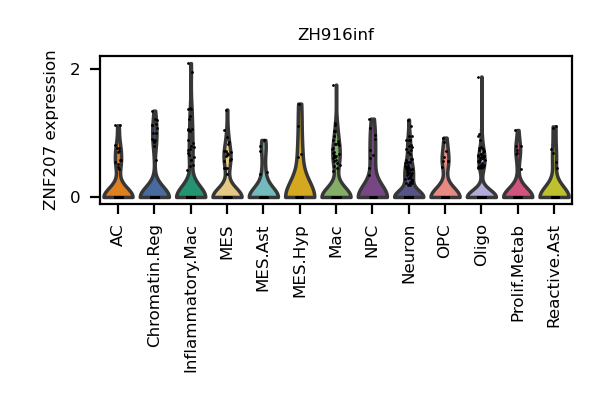 ZH916inf
ZNF207 expression
2
0
AC
Chromatin.Reg
Inflammatory.Mac
MES
MES.Ast
MES.Hyp
Mac
NPC
Neuron
OPC
Oligo
Prolif.Metab
Reactive.Ast